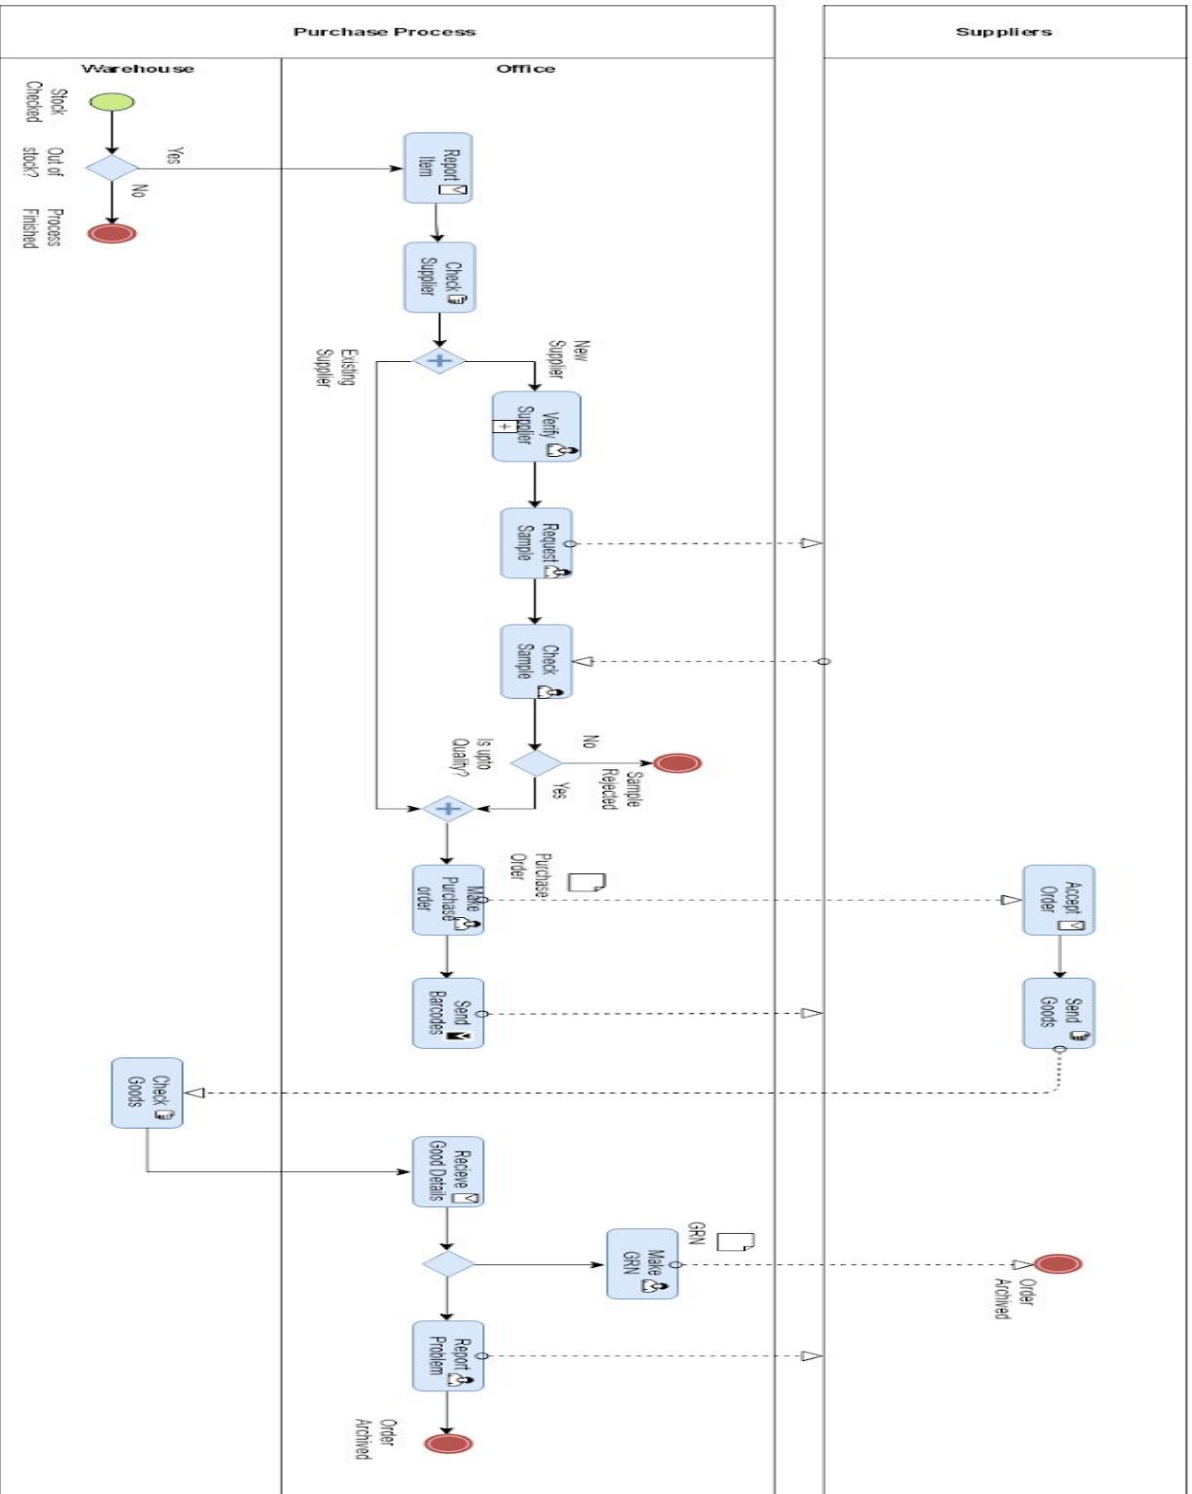 Purchase Process
Suppliers
Warehouse
Office
Stock
Checked
Out of
stock?
Yes
No
Process
Finished
Report
Item
Check
Supplier
New
Supplier
Existing
Supplier
Verify
Supplier
Request
Sample
Check
Sample
Is upto
Quality?
No
Sample
Rejected
Yes
Purchase
Order
Make
Purchase
order
Accept
Order
Send
Barcodes
Send
Goods
Check
Goods
Recieve
Good Details
GRN
Make
GRN
Order
Archived
Report
Problem
Order
Archived